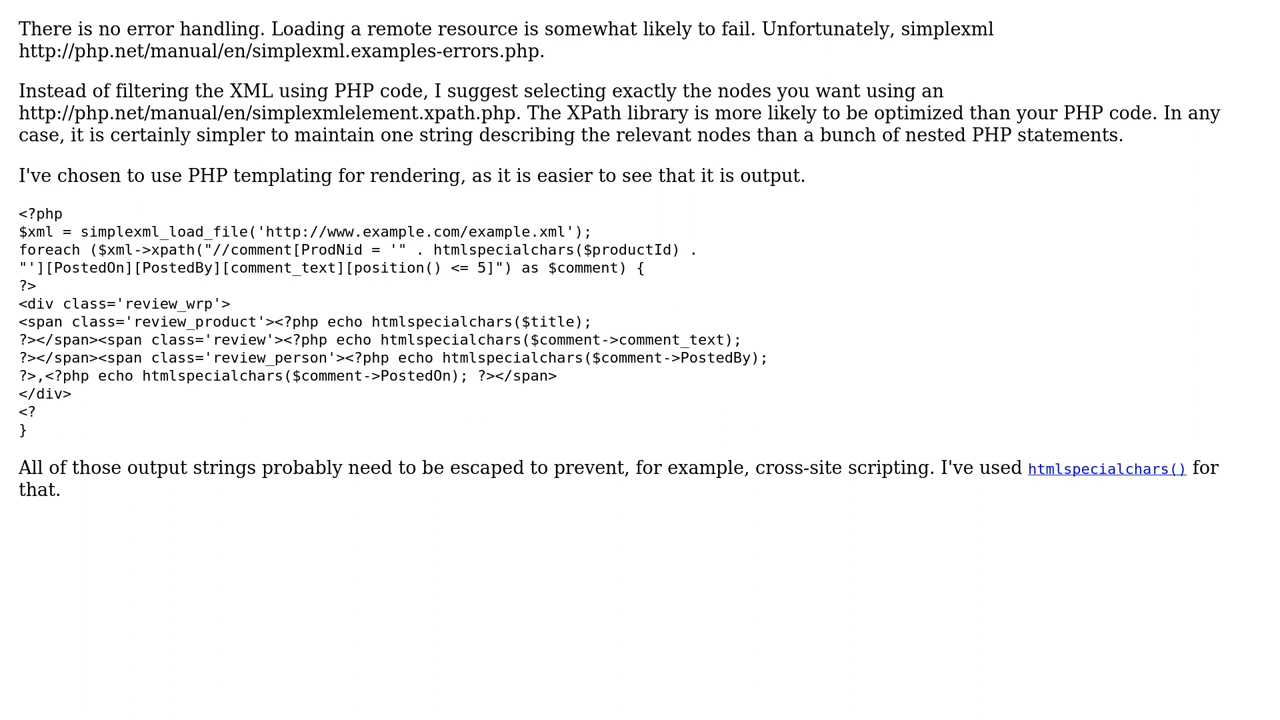 There is no error handling. Loading a remote resource is somewhat likely to fail. Unfortunately, simplexml
http://php.net/manual/en/simplexml.examples-errors.php.
Instead of filtering the XML using PHP code, I suggest selecting exactly the nodes you want using an
http://php.net/manual/en/simplexmlelement.xpath.php. The XPath library is more likely to be optimized than your PHP code. In any
case, it is certainly simpler to maintain one string describing the relevant nodes than a bunch of nested PHP statements.
I've chosen to use PHP templating for rendering, as it is easier to see that it is output.
<?php
$xml = simplexml_load_file('http://www.example.com/example.xml');
foreach ($xml->xpath("//comment[ProdNid = '" . htmlspecialchars($productId) .
"'][PostedOn][PostedBy][comment_text][position() <= 5]") as $comment) {
?>
<div class='review_wrp'>
<span class='review_product'><?php echo htmlspecialchars($title);
?></span><span class='review'><?php echo htmlspecialchars($comment->comment_text);
?></span><span class='review_person'><?php echo htmlspecialchars($comment->PostedBy);
?>,<?php echo htmlspecialchars($comment->PostedOn); ?></span>
</div>
<?
}
All of those output strings probably need to be escaped to prevent, for example, cross-site scripting. I've used htmlspecialchars() for
that.